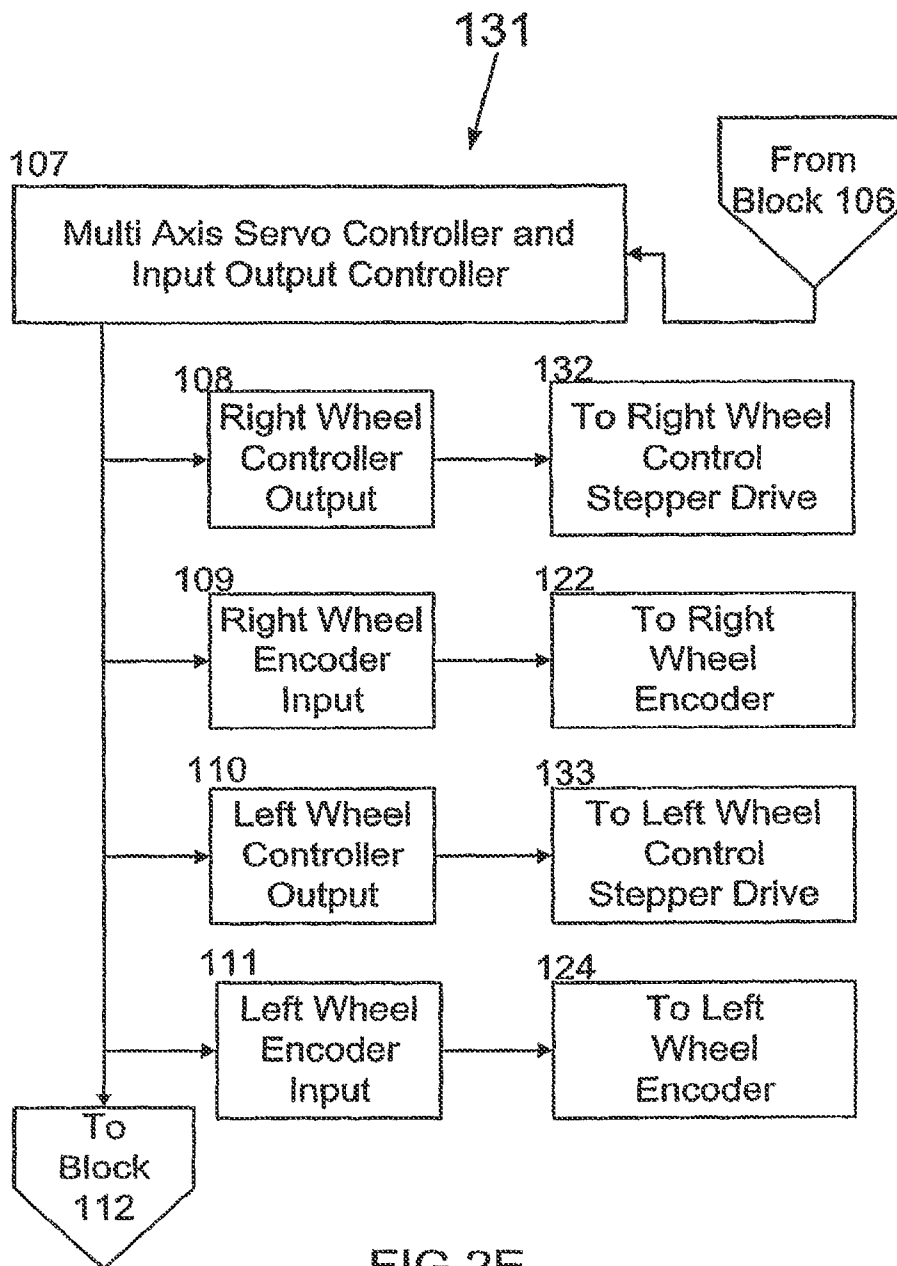 131
107
Multi Axis Servo Controller and
Input Output Controller
From
Block 106
108
Right Wheel
Controller
Output
132
To Right Wheel
Control
Stepper Drive
109
Right Wheel
Encoder
Input
122
To Right
Wheel
Encoder
110
Left Wheel
Controller
Output
133
To Left Wheel
Control
Stepper Drive
111
Left Wheel
Encoder
Input
124
To Left
Wheel
Encoder
To
Block
112